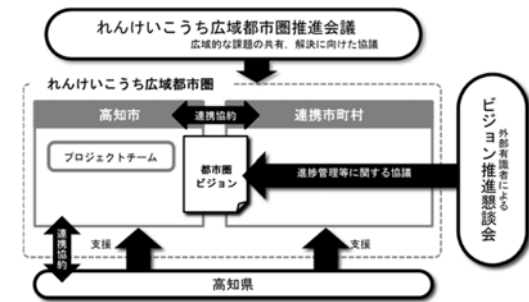 れんけいこうち広域都市圏推進会議
広域的な課題の共有，解決に向けた協議
れんけいこうち広域都市圏
高知市
連携協約
連携市町村
プロジェクトチーム
都市圏
ビジョン
進捗管理等に関する協議
外部有識者による
ビジョン推進懇談会
連携協約
支援
支援
高知県